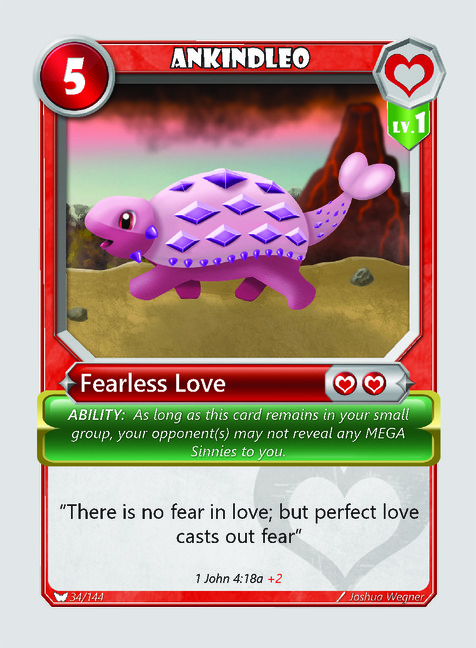 ANKINDLEO
5
LV.1
Fearless Love
ABILITY: As long as this card remains in your small
group, your opponent(s) may not reveal any MEGA
Sinnies to you.
"There is no fear in love; but perfect love
casts out fear"
1 John 4:18a +2
34/144
Joshua Wegner